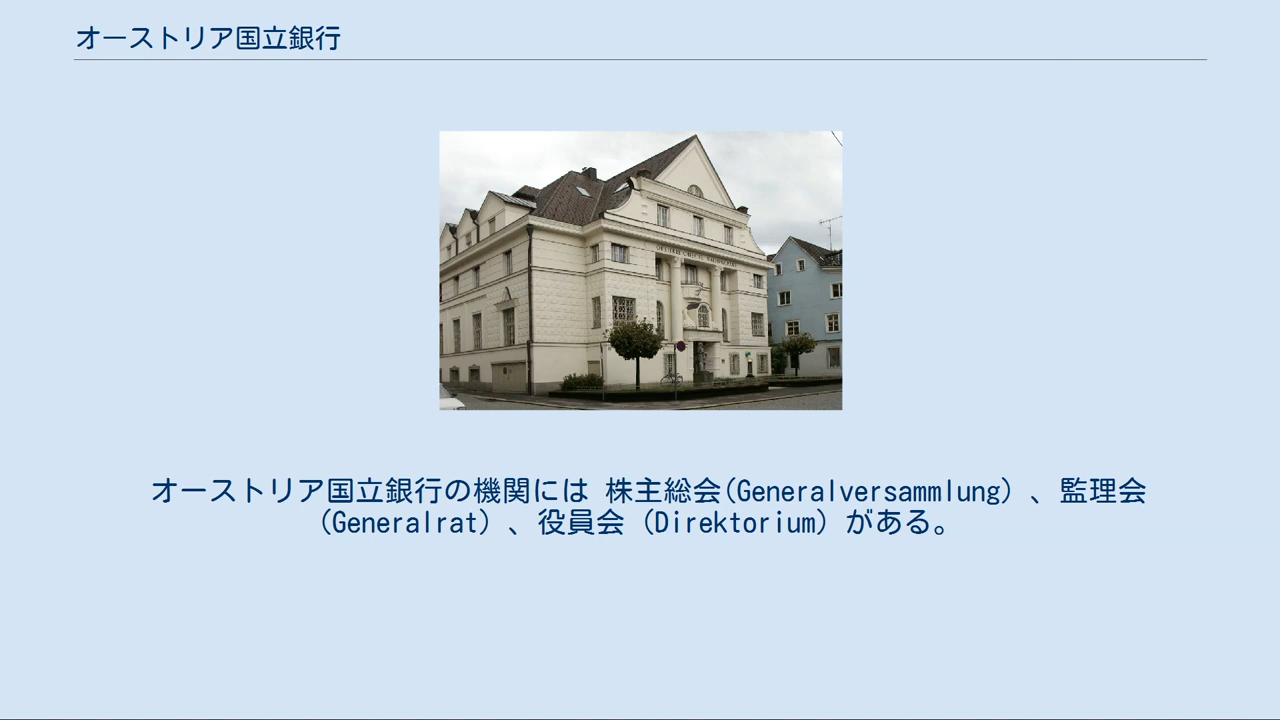 オーストリア国立銀行
オーストリア国立銀行の機関には 株主総会(Generalversammlung) 、監理会
(Generalrat) 、役員会 (Direktorium) がある。